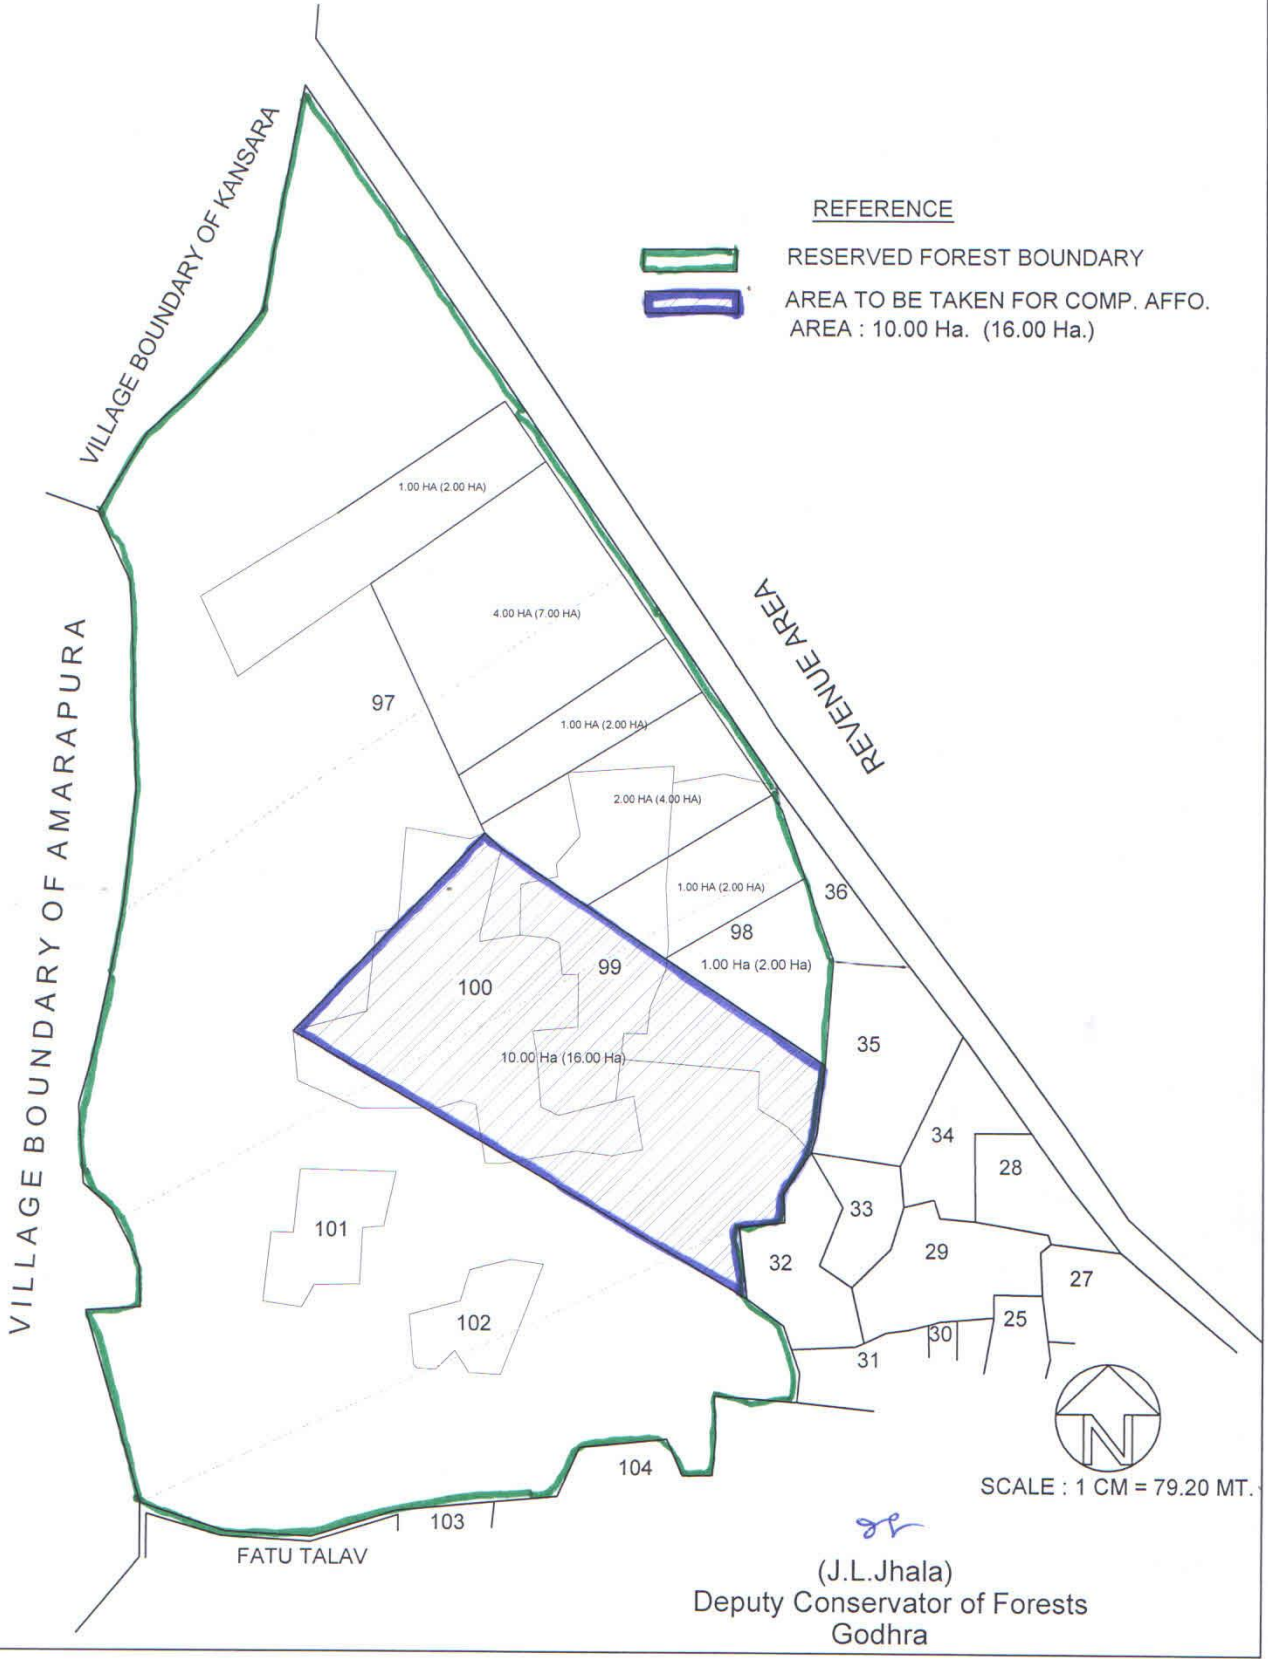 REFERENCE
RESERVED FOREST BOUNDARY
AREA TO BE TAKEN FOR COMP. AFFO.
AREA : 10.00 Ha. (16.00 Ha.)
VILLAGE BOUNDARY OF KANSARA
1.00 HA (2.00 HA)
REVENUE AREA
4.00 HA (7.00 HA)
VILLAGE BOUNDARY OF AMARAPURA
97
1.00 HA (2.00 HA)
2.00 HA (4.00 HA)
1.00 HA (2.00 HA)
36
98
1.00 Ha (2.00 Ha)
99
100
35
10.00 Ha (16.00 Ha)
34
28
33
101
29
32
27
102
25
30
31
N
104
SCALE : 1 CM = 79.20 MT.
103
FATU TALAV
(J.L.Jhala)
Deputy Conservator of Forests
Godhra